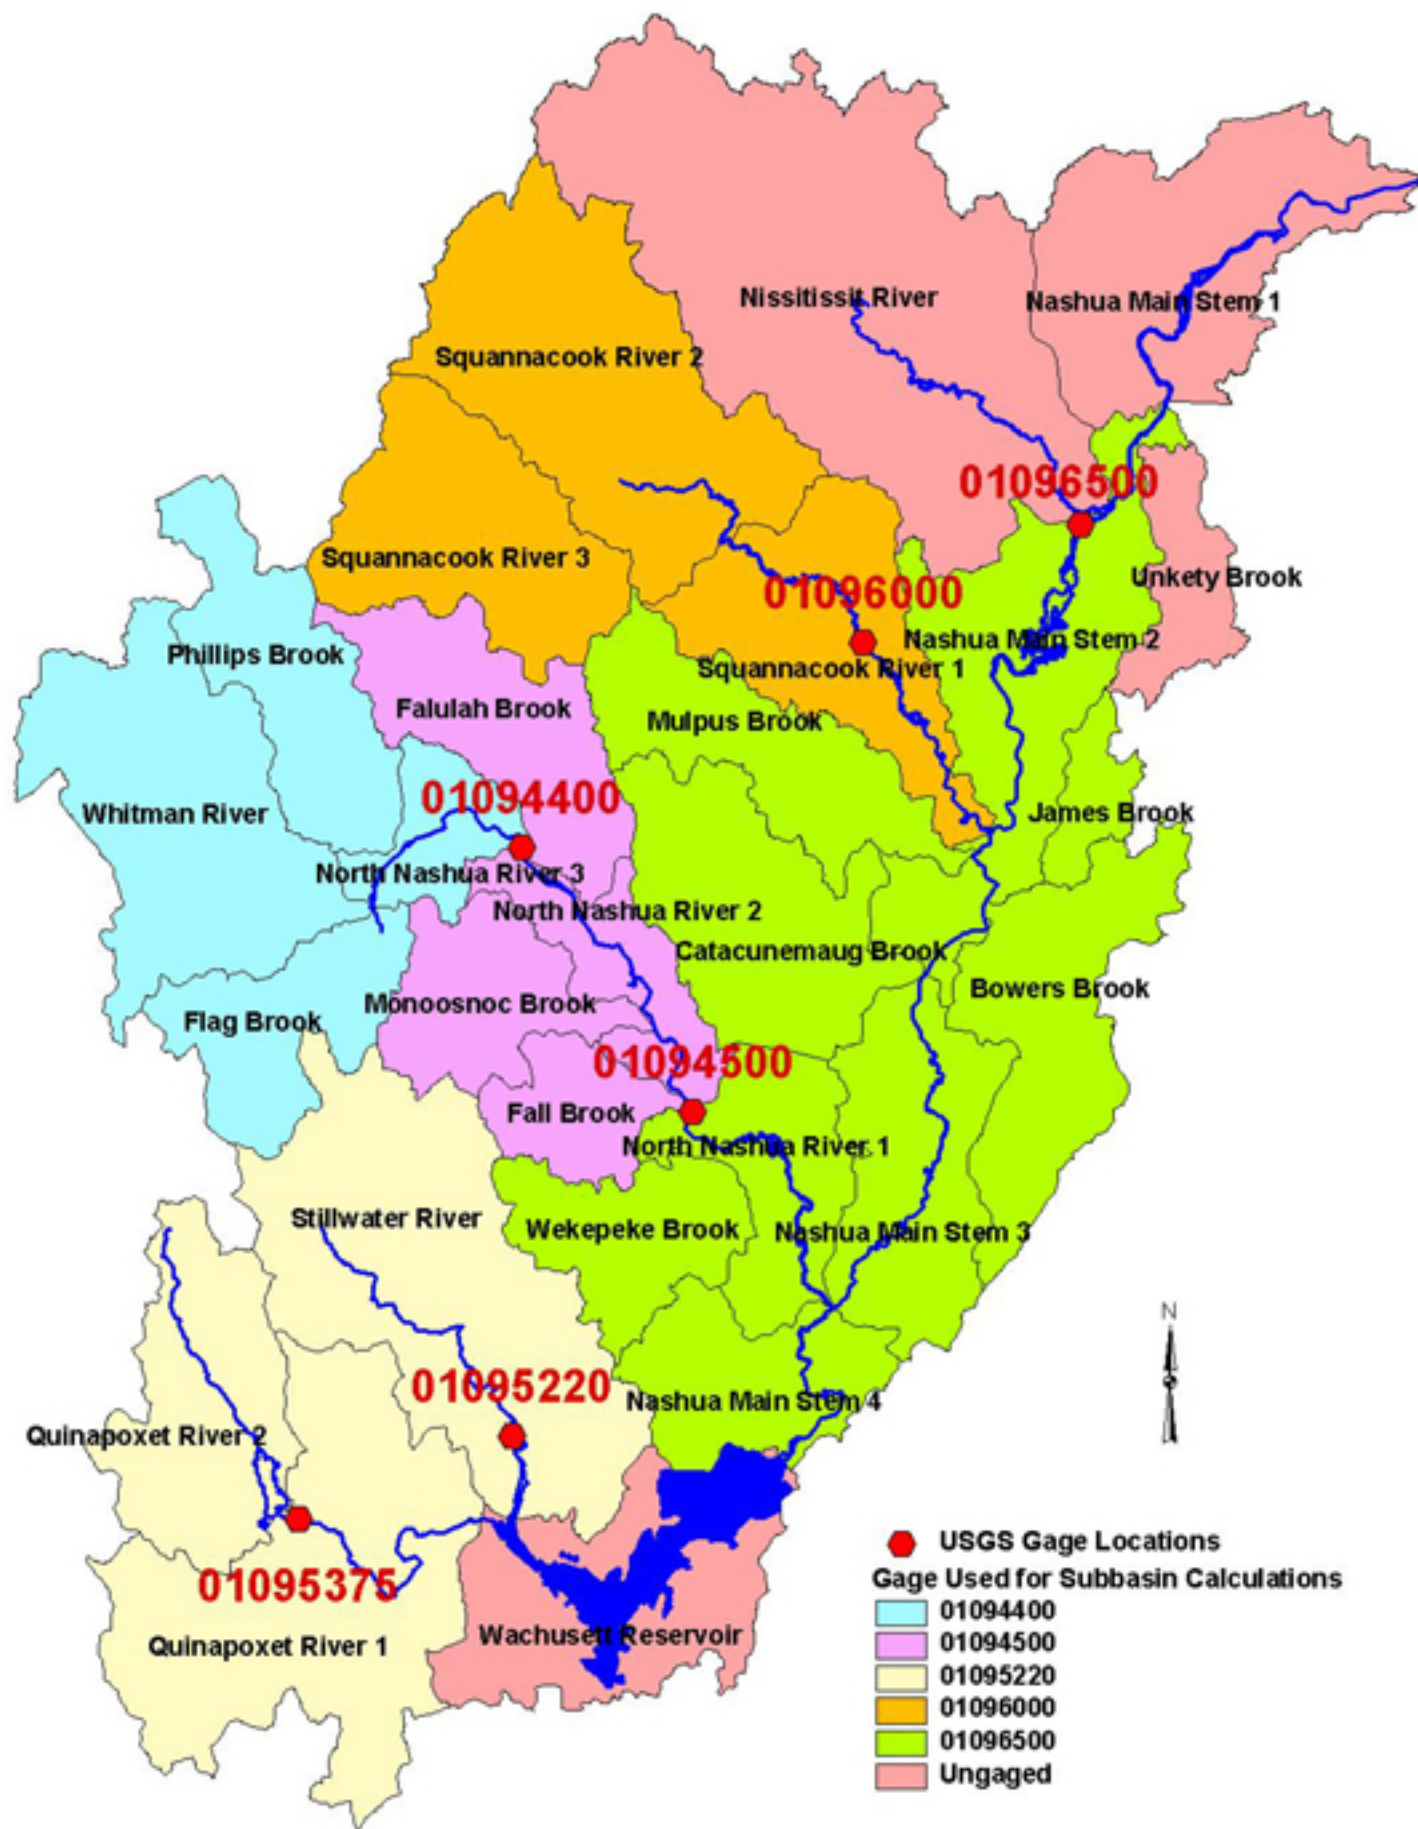 Nissitissit River
Nashua Main Stem 1
Squannacook River 2
01096500
Squannacook River 3
Unkety Brook
01096000
Nashua Main Stem 2
Phillips Brook
Squannacook River 1
Falulah Brook
Mulpus Brook
01094400
Whitman River
James Brook
North Nashua River 3
North Nashua River 2
Catacunemaug Brook
Bowers Brook
Monoosnoc Brook
Flag Brook
01094500
Fall Brook
North Nashua River 1
Stillwater River
Wekepeke Brook
Nashua Main Stem 3
N
01095220
Nashua Main Stem 4
Quinapoxet River 2
01095375
Wachusett Reservoir
Quinapoxet River 1
USGS Gage Locations
Gage Used for Subbasin Calculations
01094400
01094500
01095220
01096000
01096500
Ungaged